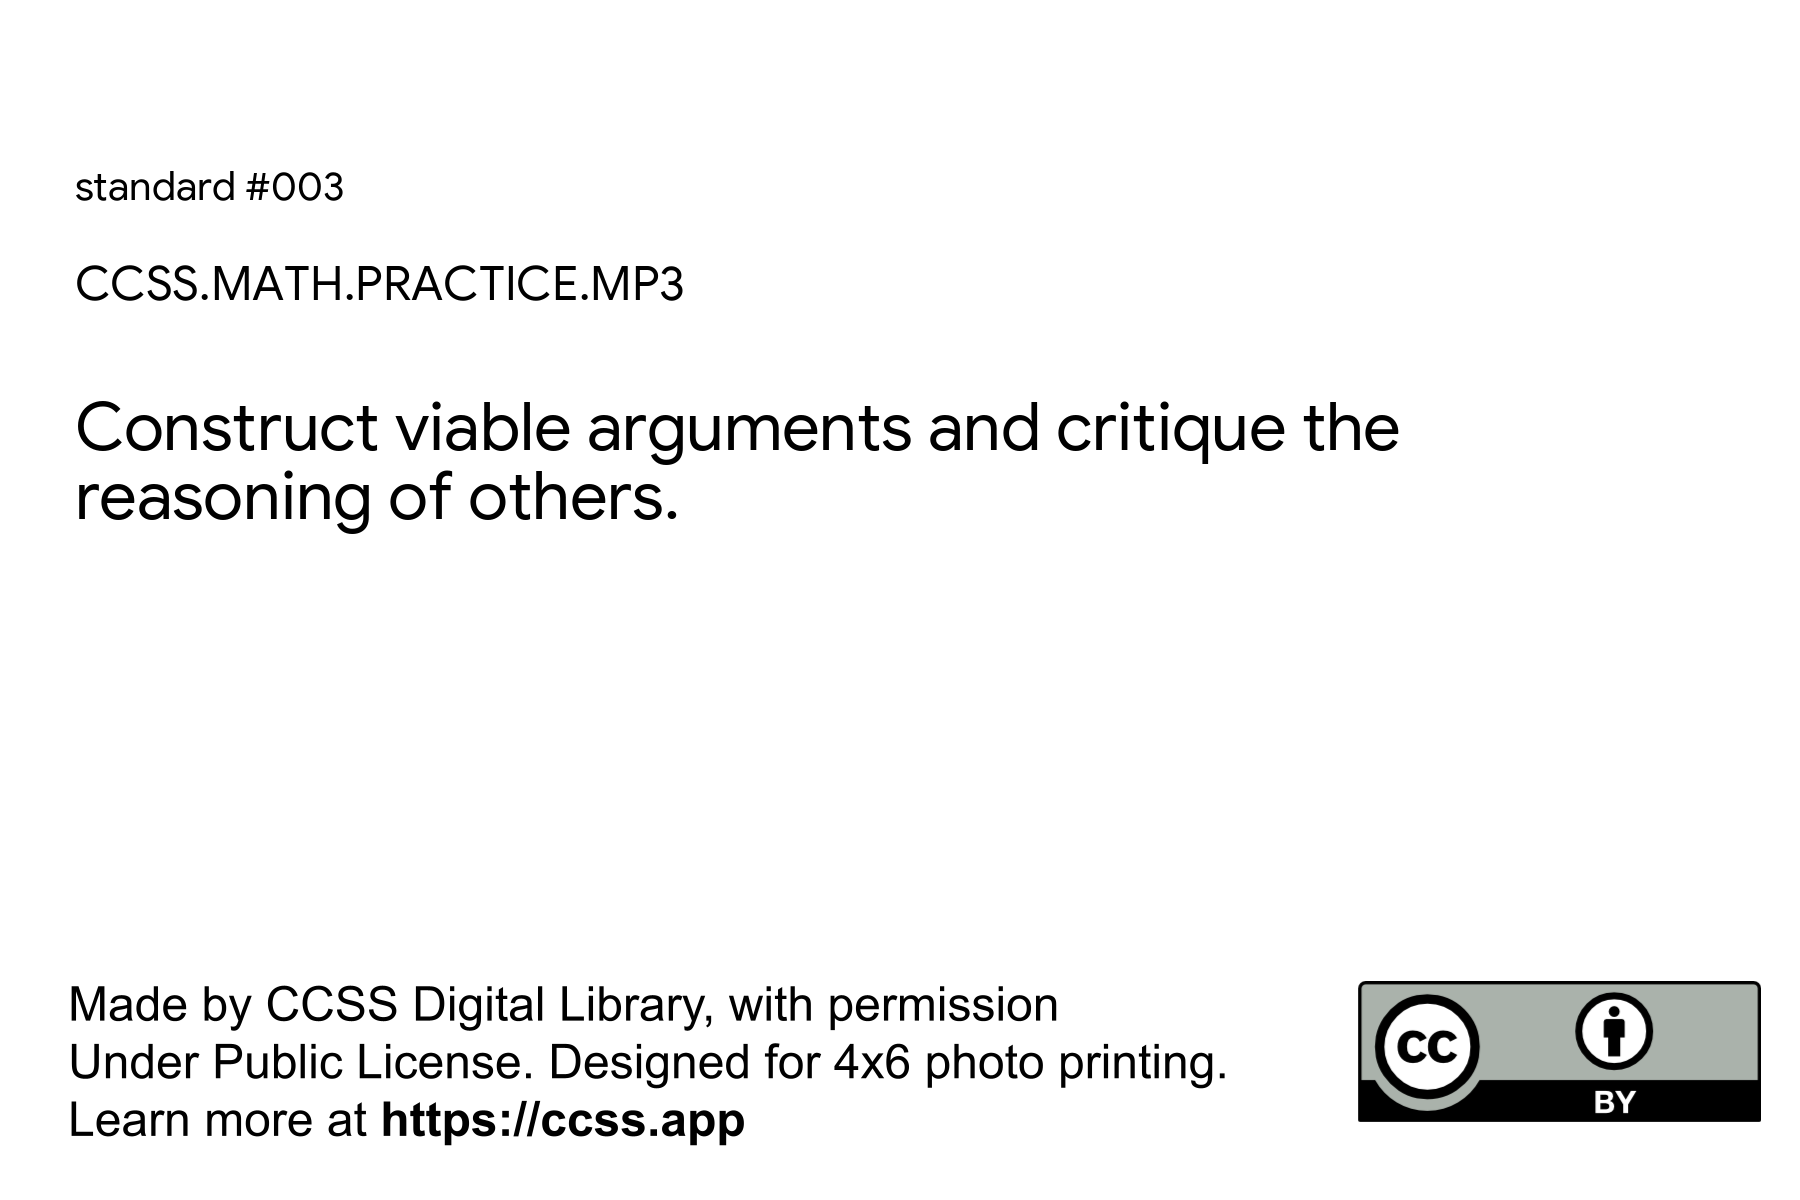 standard #003
CCSS.MATH.PRACTICE.MP3
Construct viable arguments and critique the
reasoning of others.
Made by CCSS Digital Library, with permission
Under Public License. Designed for 4x6 photo printing.
Learn more at https://ccss.app
cc
BY